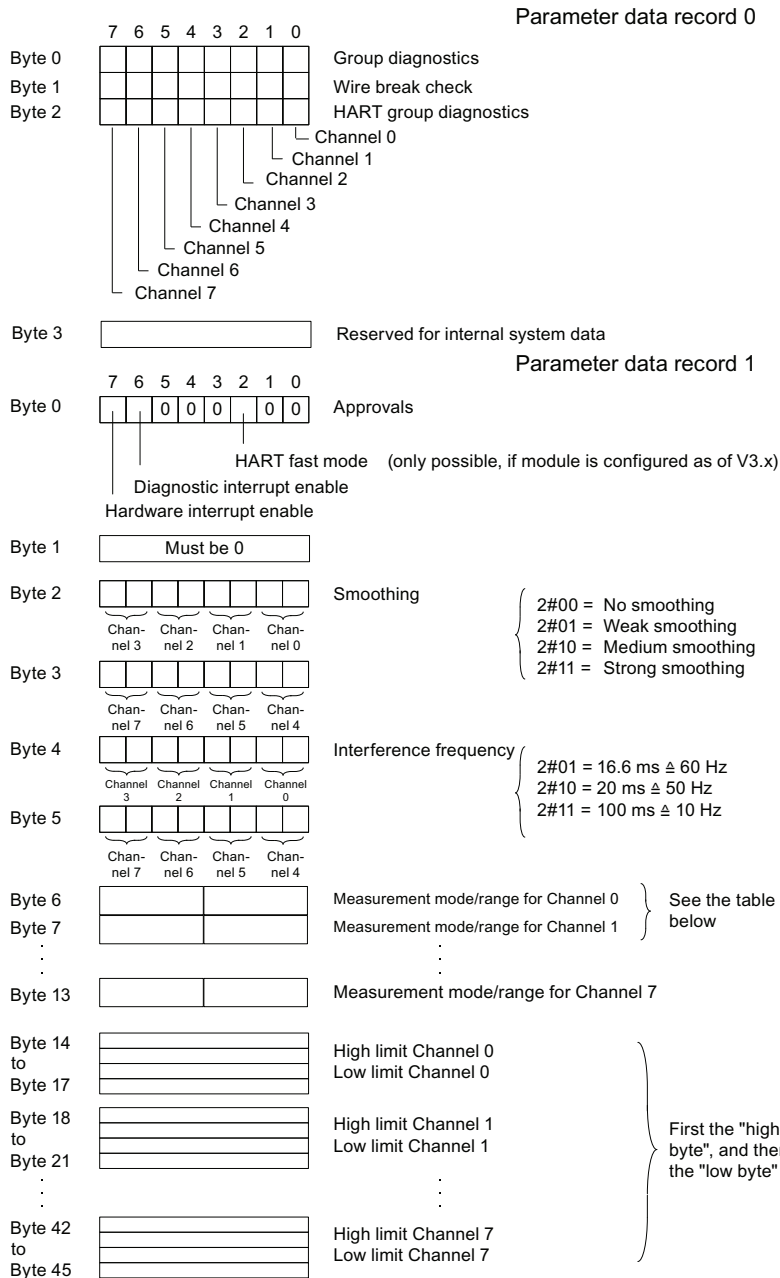 Parameter data record 0
7 6 5 4 3 2 1 0
Byte 0 Group diagnostics
Byte 1 Wire break check
Byte 2 HART group diagnostics
Channel 0
Channel 1
Channel 2
Channel 3
Channel 4
Channel 5
Channel 6
Channel 7
Byte 3 Reserved for internal system data
Parameter data record 1
7 6 5 4 3 2 1 0
Byte 0 0 0 0 0 0 Approvals
HART fast mode (only possible, if module is configured as of V3.x)
Diagnostic interrupt enable
Hardware interrupt enable
Byte 1 Must be 0
Byte 2 Smoothing
2#00 = No smoothing
2#01 = Weak smoothing
2#10 = Medium smoothing
2#11 = Strong smoothing
Chan- Chan- Chan- Chan-
nel 3 nel 2 nel 1 nel 0
Byte 3
Chan- Chan- Chan- Chan-
nel 7 nel 6 nel 5 nel 4
Byte 4 Interference frequency
2#01 = 16.6 ms ≙ 60 Hz
2#10 = 20 ms ≙ 50 Hz
2#11 = 100 ms ≙ 10 Hz
Channel Channel Channel Channel
3 2 1 0
Byte 5
Chan- Chan- Chan- Chan-
nel 7 nel 6 nel 5 nel 4
Byte 6 Measurement mode/range for Channel 0
Byte 7 Measurement mode/range for Channel 1
See the table
below
Byte 13 Measurement mode/range for Channel 7
Byte 14
to
Byte 17
High limit Channel 0
Low limit Channel 0
Byte 18
to
Byte 21
High limit Channel 1
Low limit Channel 1
First the "high
byte", and then
the "low byte"
Byte 42
to
Byte 45
High limit Channel 7
Low limit Channel 7